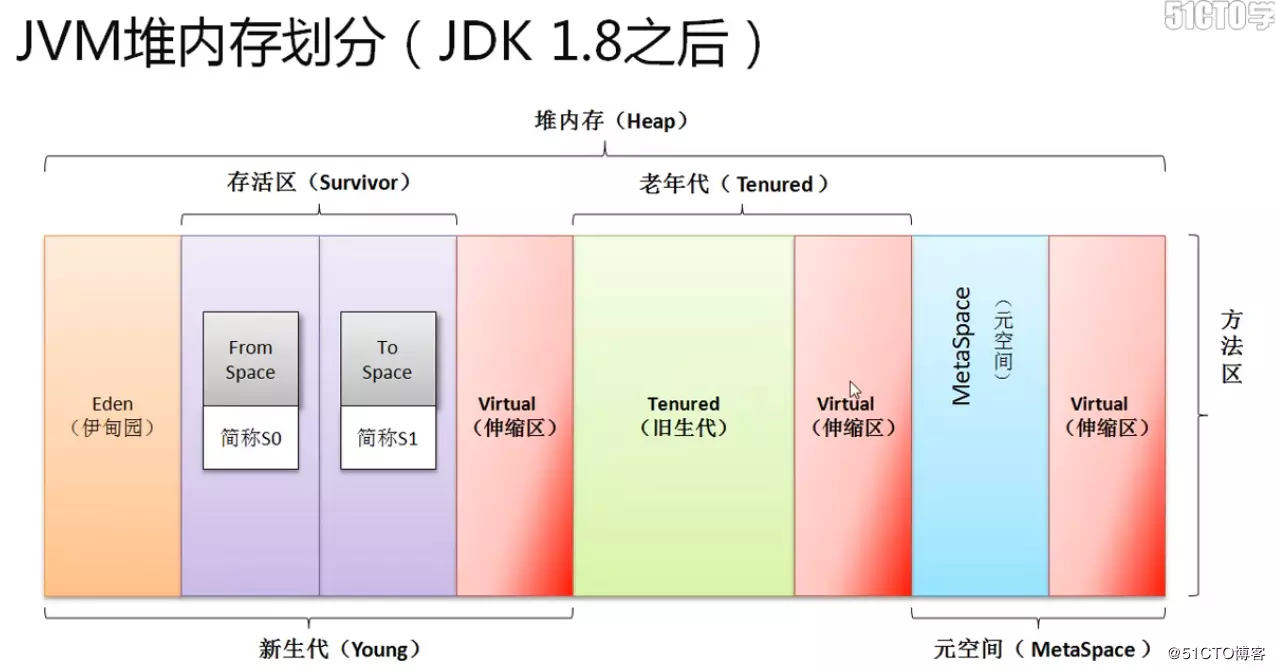 51CTO学
JVM堆内存划分（JDK 1.8之后）
堆内存（Heap）
存活区（Survivor）
老年代（Tenured）
From
Space
简称S0
To
Space
简称S1
Eden
（伊甸园）
Virtual
（伸缩区）
Tenured
（旧生代）
Virtual
（伸缩区）
MetaSpace
（元空间）
Virtual
（伸缩区）
方法区
新生代（Young）
元空间（MetaSpace）
@51CTO博客